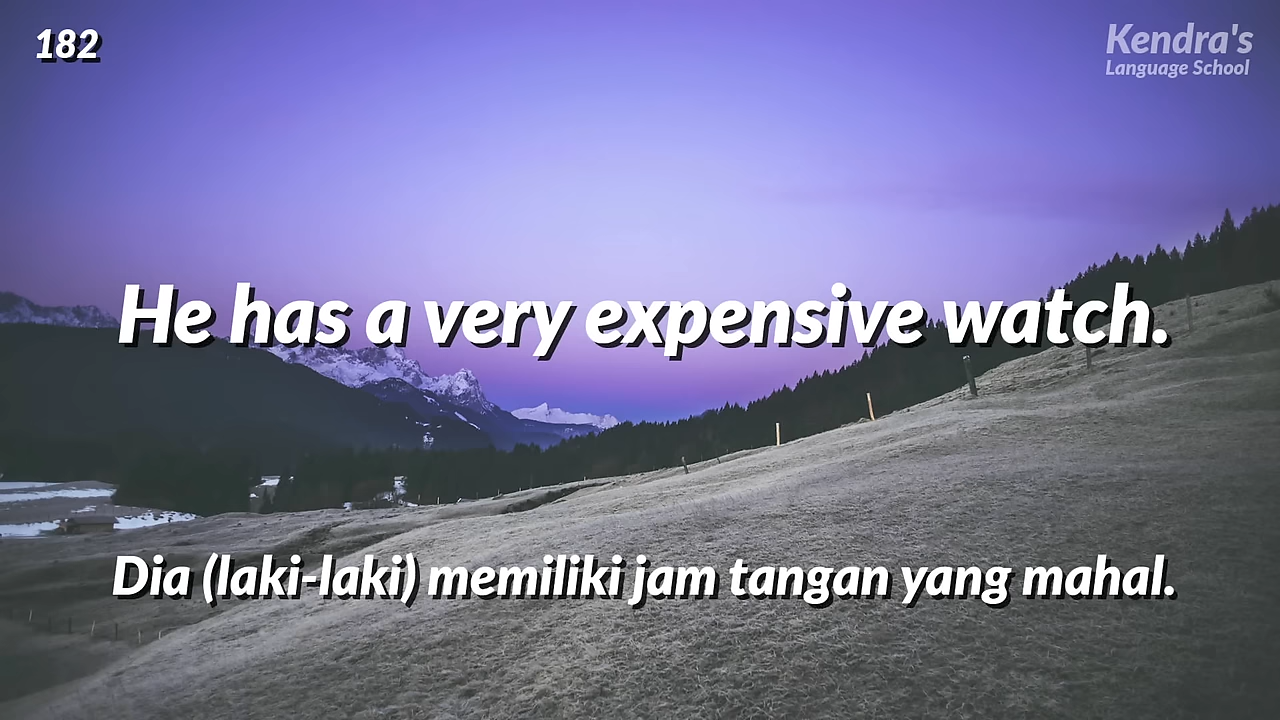 182
Kendra's
Language School
He has a very expensive watch.
Dia (laki-laki) memiliki jam tangan yang mahal.